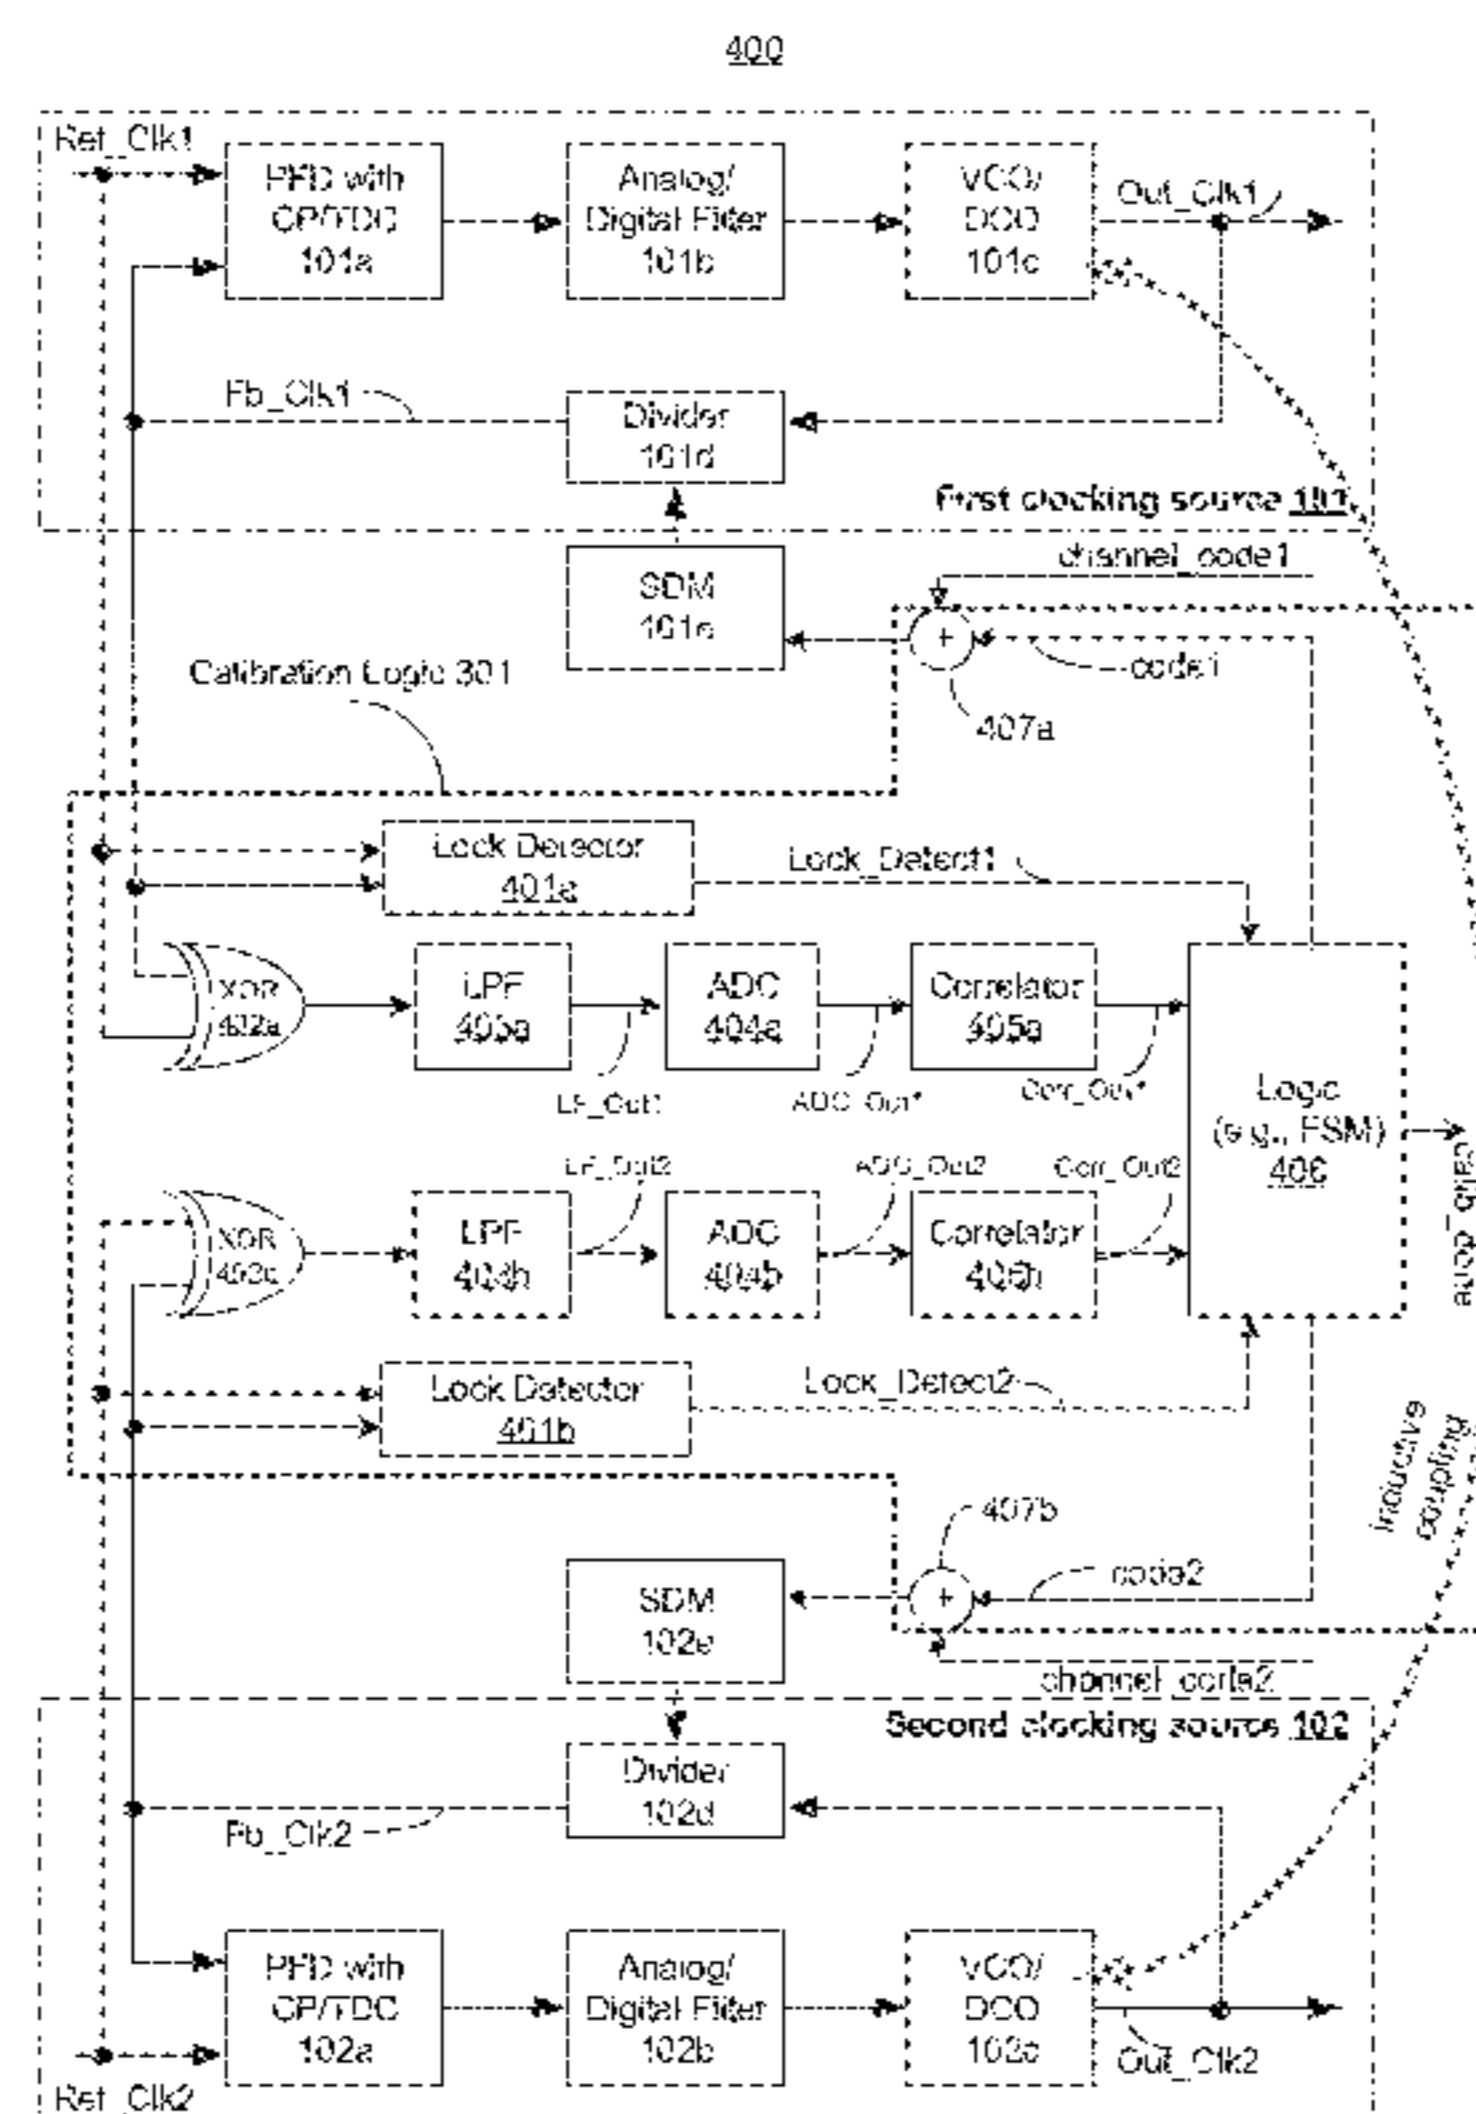 400
Ref_Clk1
PFD with
CP/TDC
101a
Analog/
Digital Filter
101b
VCO/
DCO
101c
Out_Clk1
Fb_Clk1
Divider
101d
First clocking source 101
channel_code1
SDM
101e
+
code1
407a
Calibration Logic 301
Lock Detector
401a
Lock_Detect1
XOR
402a
LPF
403a
ADC
404a
Correlator
405a
LF_Out1
ADC_Out1
Corr_Out1
Logic
(e.g., FSM)
406
LF_Out2
ADC_Out2
Corr_Out2
XOR
LPF
403b
ADC
404b
Correlator
405b
Lock Detector
401b
Lock_Detect2
inductive
coupling
407b
SDM
102e
+
code2
channel_code2
Second clocking source 102
Divider
102d
Fb_Clk2
PFD with
CP/TDC
102a
Analog/
Digital Filter
102b
VCO/
DCO
102c
Out_Clk2
Ref_Clk2